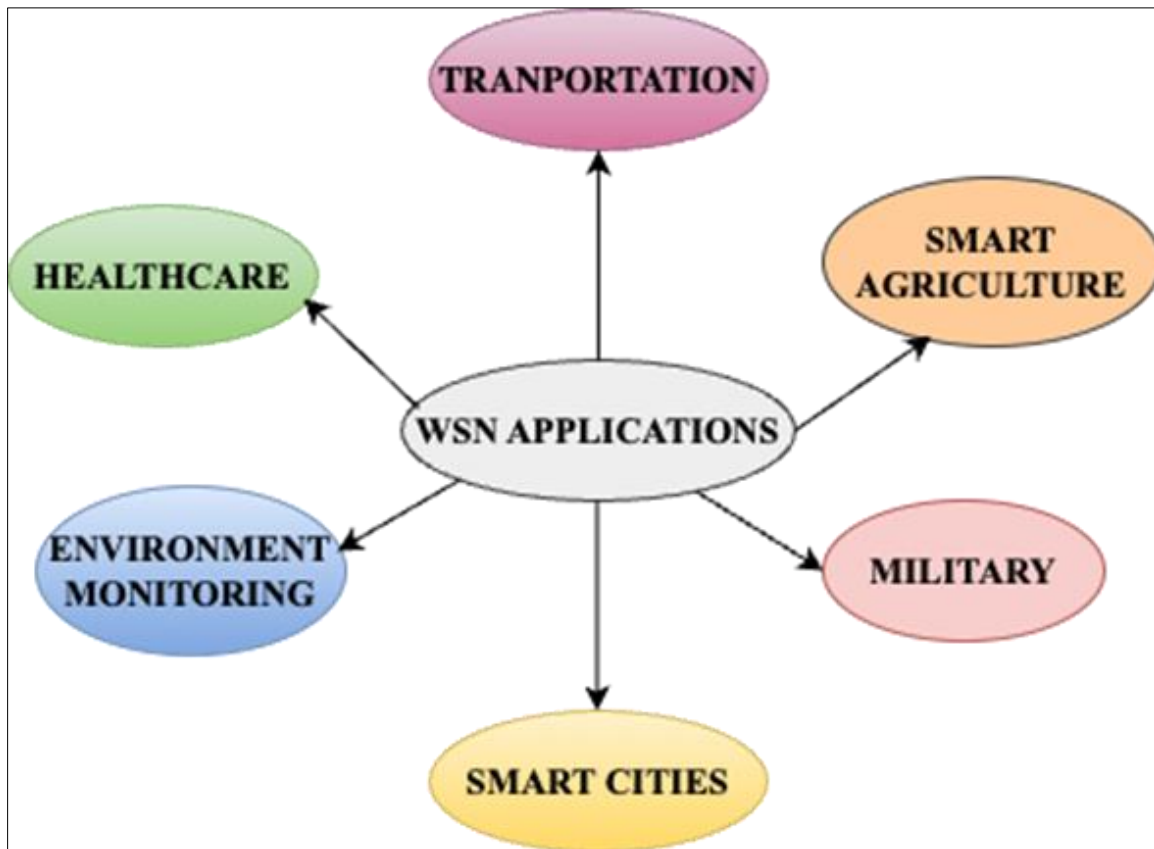 TRANPORTATION
SMART
AGRICULTURE
HEALTHCARE
WSN APPLICATIONS
ENVIRONMENT
MONITORING
MILITARY
SMART CITIES